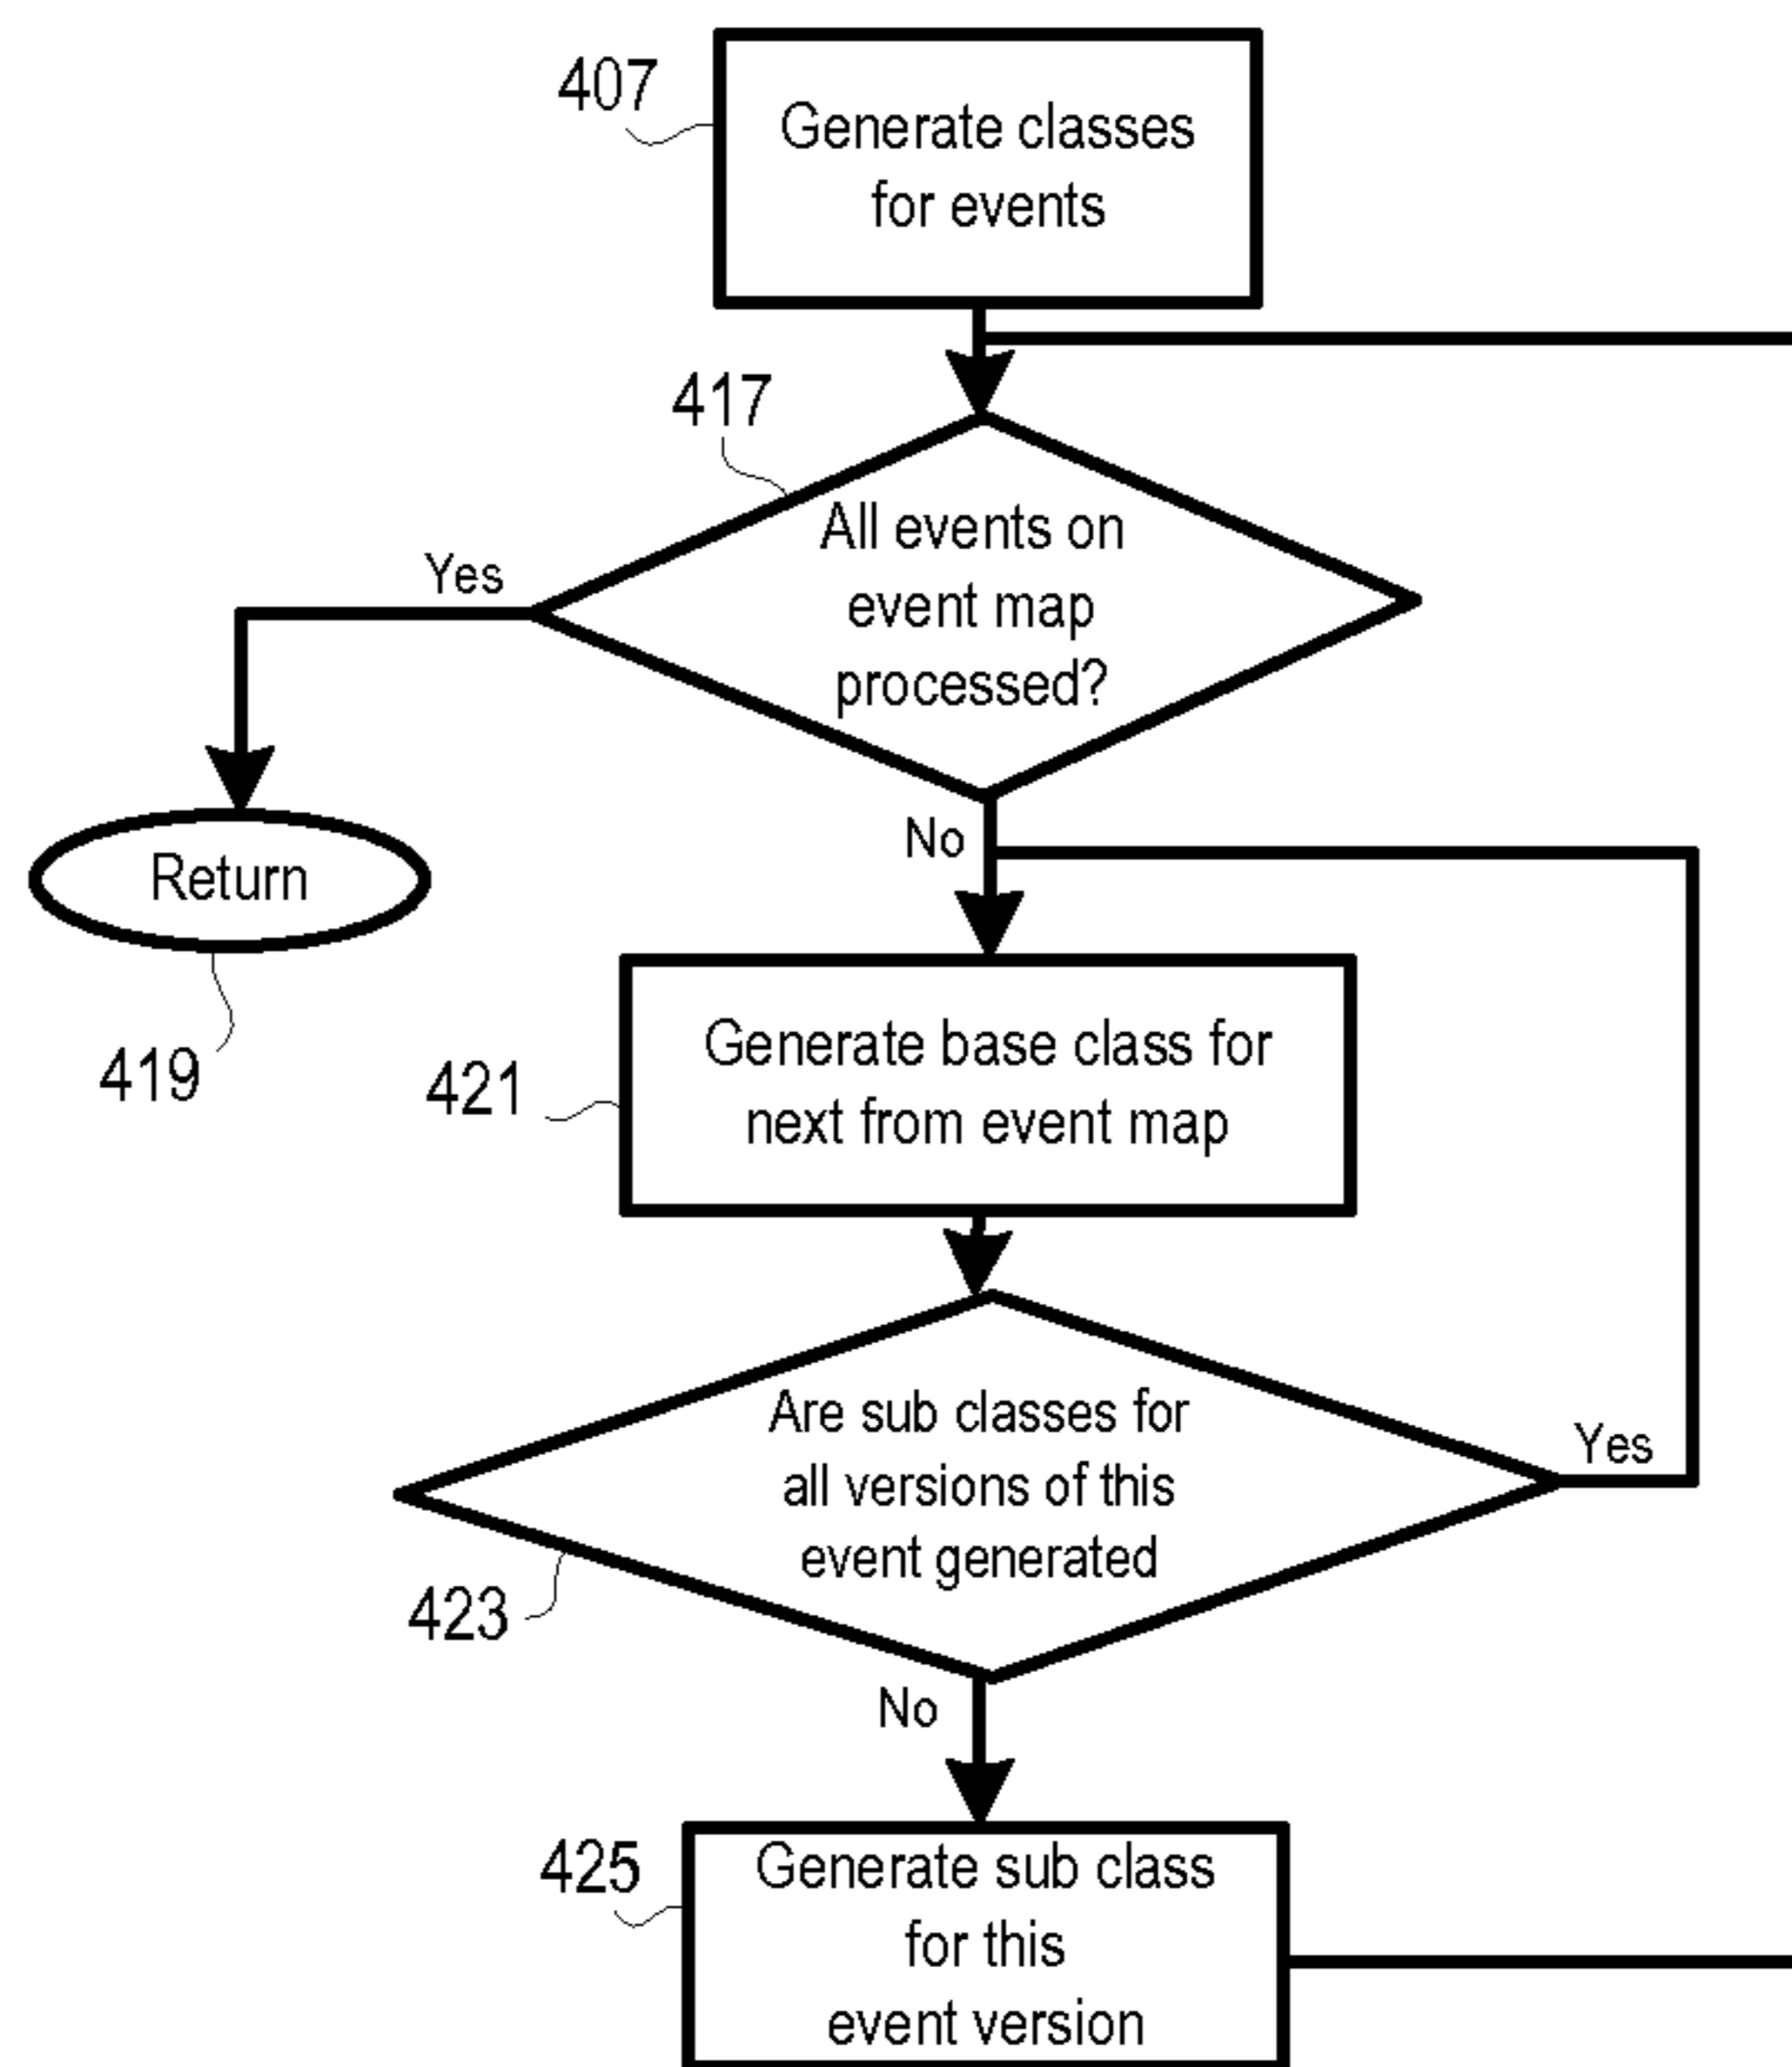 407
Generate classes
for events
417
All events on
event map
processed?
Yes
No
Return
419
421
Generate base class for
next from event map
Are sub classes for
all versions of this
event generated
Yes
423
No
425
Generate sub class
for this
event version